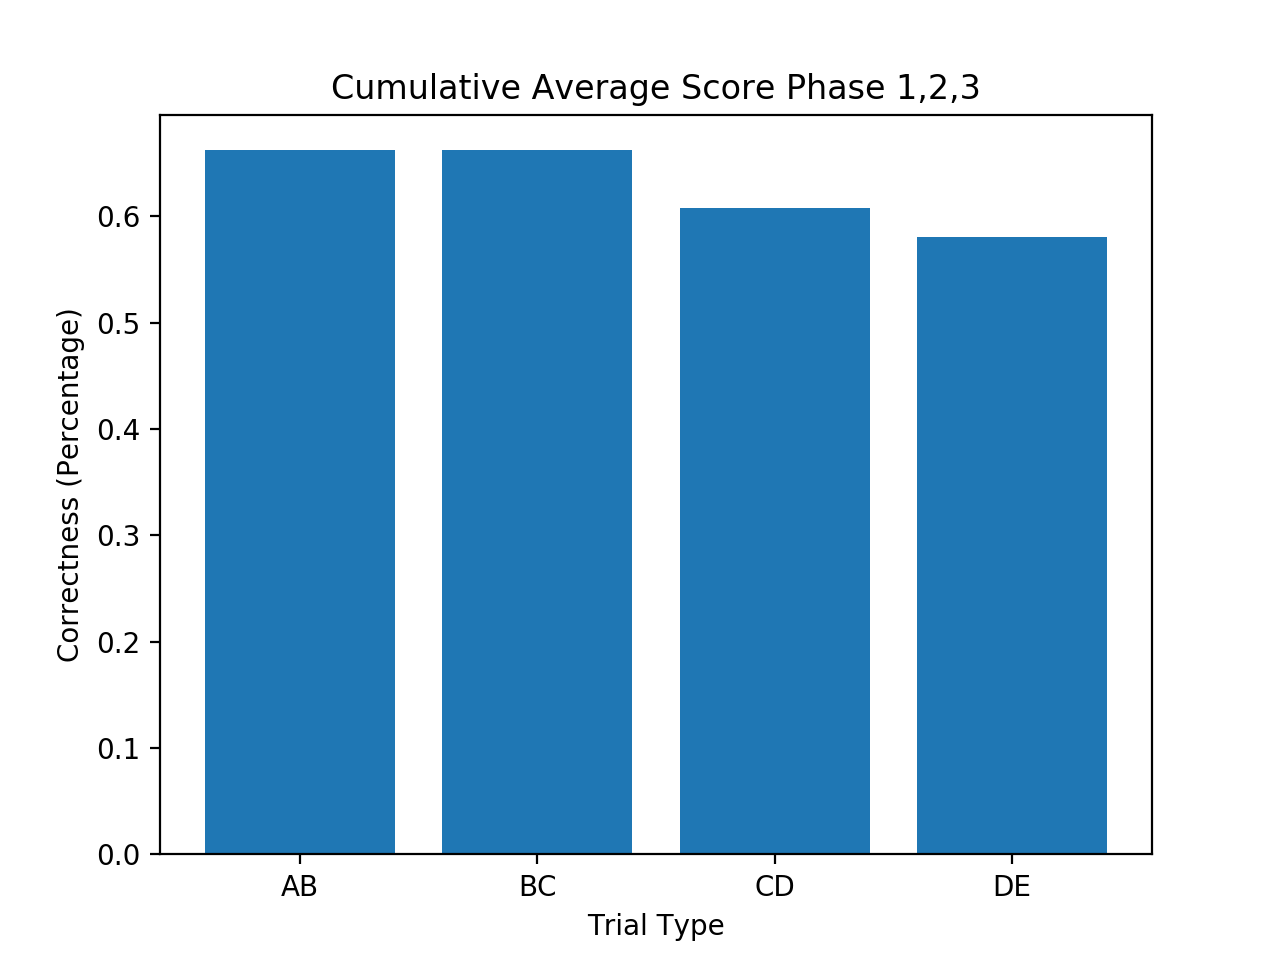 Cumulative Average Score Phase 1,2,3
Correctness (Percentage)
0.6
0.5
0.4
0.3
0.2
0.1
0.0
AB BC CD DE
Trial Type